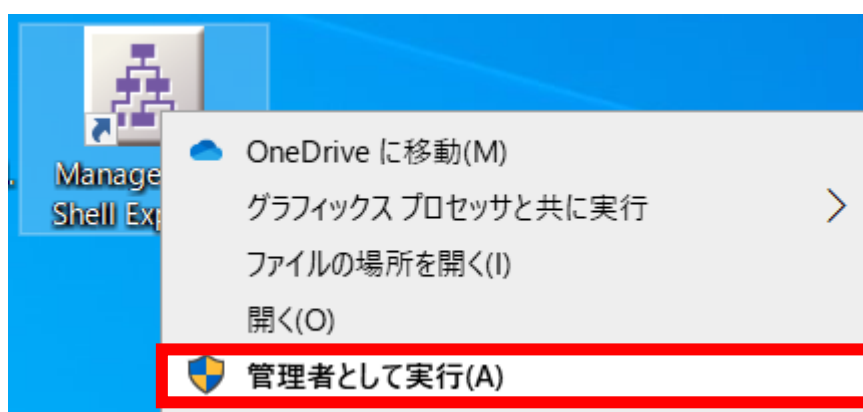 Manage
Shell Ex
OneDrive に移動(M)
グラフィックス プロセッサと共に実行
ファイルの場所を開く(I)
開く(O)
管理者として実行(A)